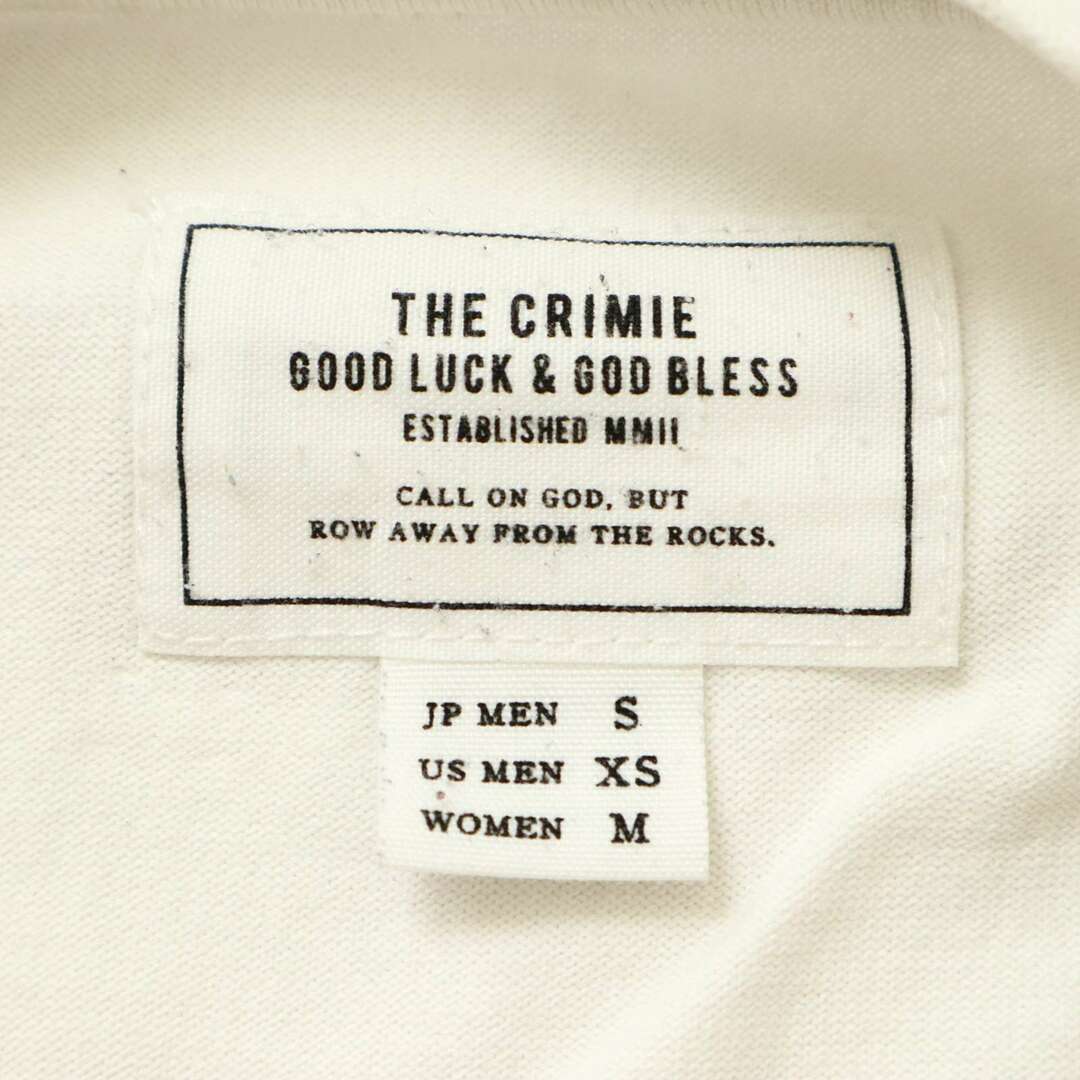 THE CRIMIE
GOOD LUCK & GOD BLESS
ESTABLISHED MMII
CALL ON GOD, BUT
ROW AWAY FROM THE ROCKS.
JP MEN S
US MEN XS
WOMEN M